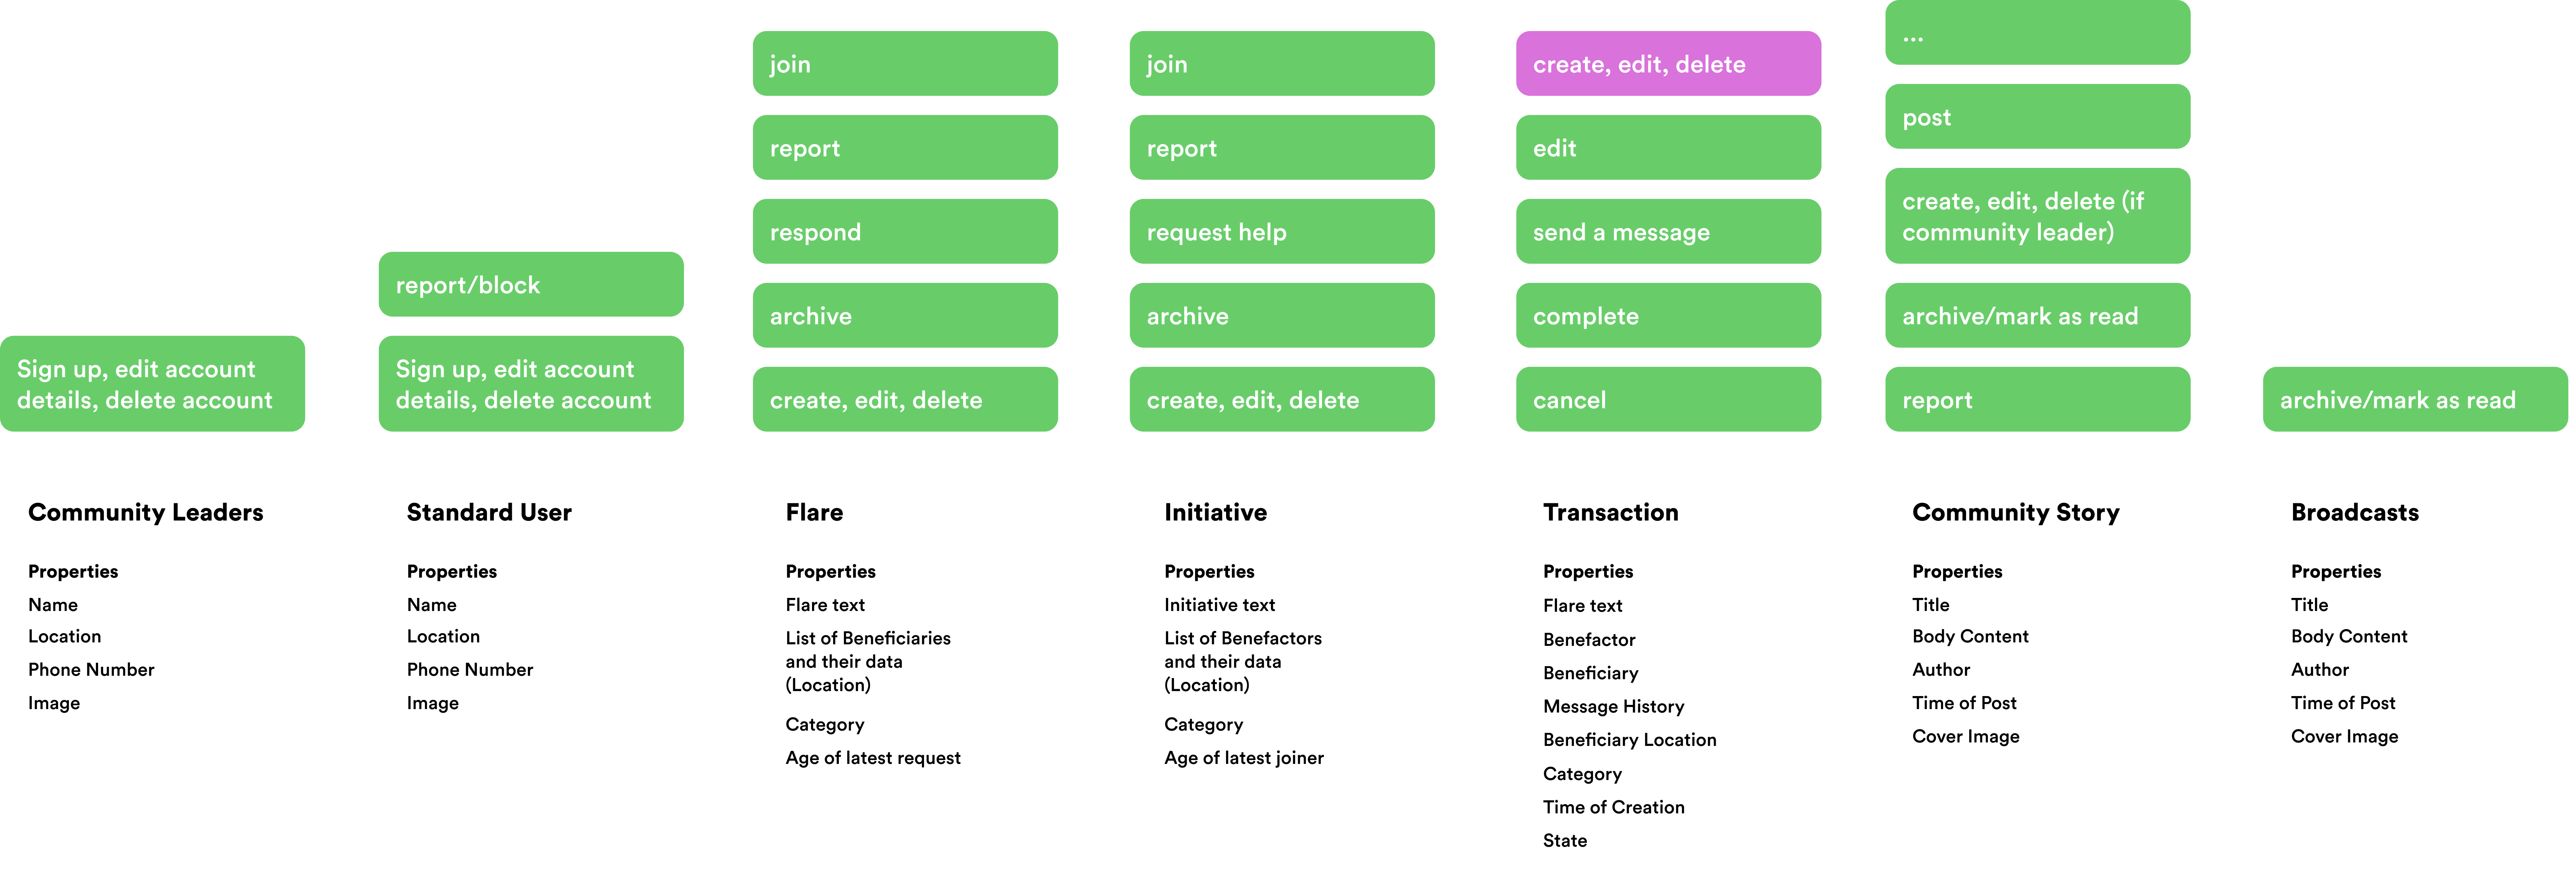 Sign up, edit account
details, delete account
Community Leaders
Properties
Name
Location
Phone Number
Image
report/block
Sign up, edit account
details, delete account
Standard User
Properties
Name
Location
Phone Number
Image
join
report
respond
archive
create, edit, delete
Flare
Properties
Flare text
List of Beneficiaries
and their data
(Location)
Category
Age of latest request
join
report
request help
archive
create, edit, delete
Initiative
Properties
Initiative text
List of Benefactors
and their data
(Location)
Category
Age of latest joiner
create, edit, delete
edit
send a message
complete
cancel
Transaction
Properties
Flare text
Benefactor
Beneficiary
Message History
Beneficiary Location
Category
Time of Creation
State
...
post
create, edit, delete (if
community leader)
archive/mark as read
report
Community Story
Properties
Title
Body Content
Author
Time of Post
Cover Image
archive/mark as read
Broadcasts
Properties
Title
Body Content
Author
Time of Post
Cover Image